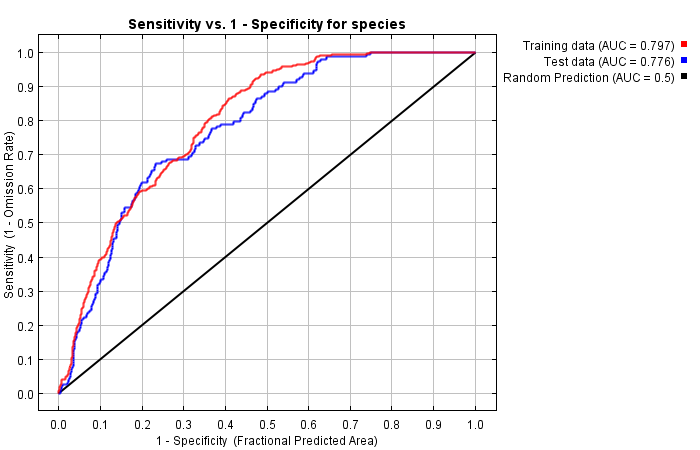 Sensitivity vs. 1 - Specificity for species
Training data (AUC = 0.797)
Test data (AUC = 0.776)
Random Prediction (AUC = 0.5)
Sensitivity (1 - Omission Rate)
1.0
0.9
0.8
0.7
0.6
0.5
0.4
0.3
0.2
0.1
0.0
0.0 0.1 0.2 0.3 0.4 0.5 0.6 0.7 0.8 0.9 1.0
1 - Specificity (Fractional Predicted Area)